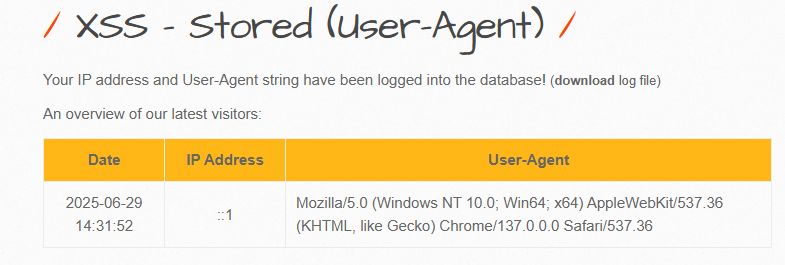 / XSS - Stored (User-Agent) /
Your IP address and User-Agent string have been logged into the database! (download log file)
An overview of our latest visitors:
Date IP Address User-Agent
2025-06-29 14:31:52 ::1 Mozilla/5.0 (Windows NT 10.0; Win64; x64) AppleWebKit/537.36
(KHTML, like Gecko) Chrome/137.0.0.0 Safari/537.36